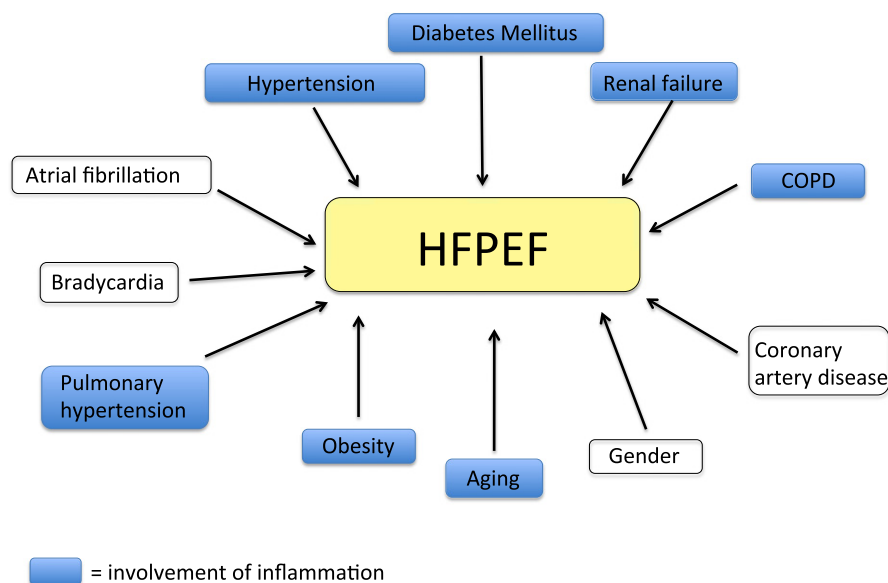 Diabetes Mellitus
Hypertension
Renal failure
Atrial fibrillation
COPD
HFPEF
Bradycardia
Coronary
artery disease
Pulmonary
hypertension
Obesity
Gender
Aging
= involvement of inflammation